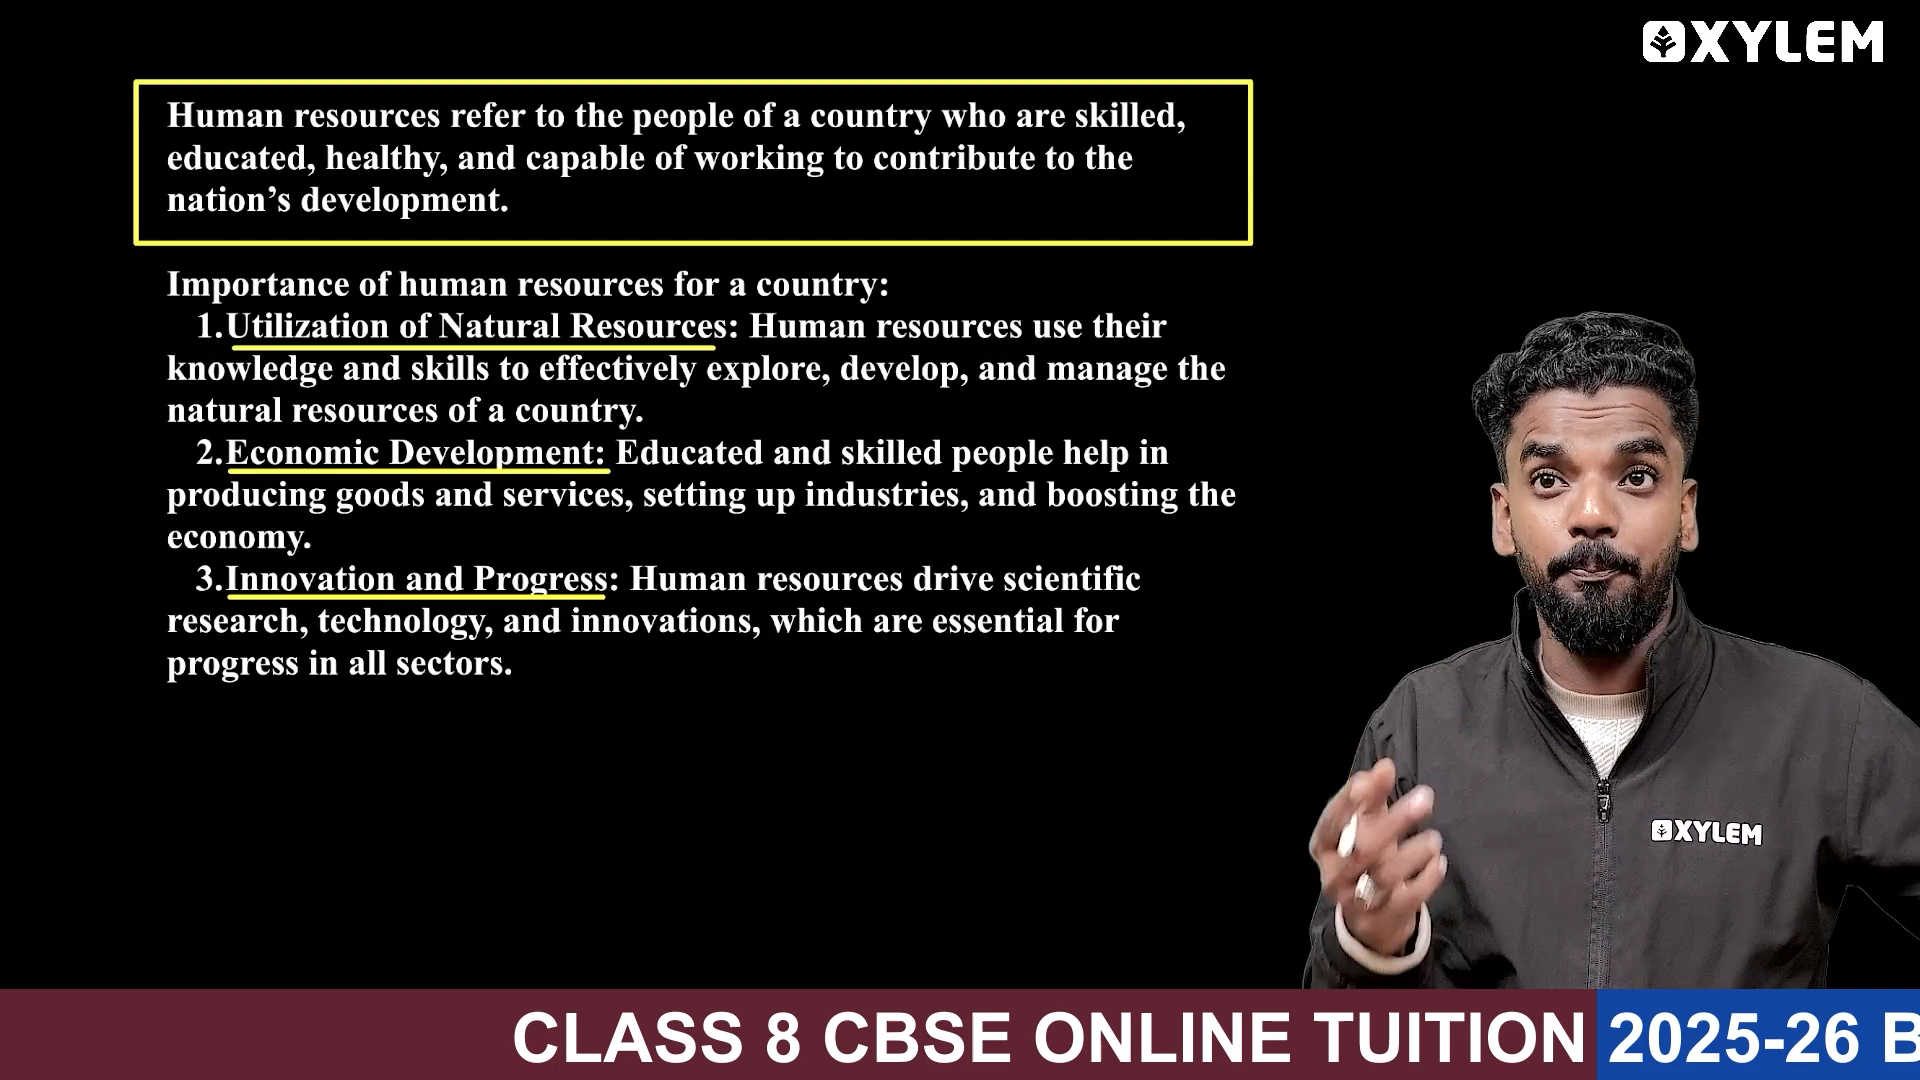 XYLEM
Human resources refer to the people of a country who are skilled,
educated, healthy, and capable of working to contribute to the
nation’s development.
Importance of human resources for a country:
1.Utilization of Natural Resources: Human resources use their
knowledge and skills to effectively explore, develop, and manage the
natural resources of a country.
2.Economic Development: Educated and skilled people help in
producing goods and services, setting up industries, and boosting the
economy.
3.Innovation and Progress: Human resources drive scientific
research, technology, and innovations, which are essential for
progress in all sectors.
XYLEM
CLASS 8 CBSE ONLINE TUITION 2025-26 B